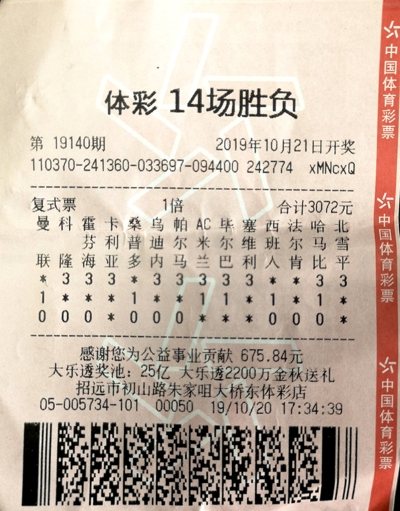 体彩 14场胜负
第 19140期 2019年10月21日开奖
110370-241360-033697-094400 242774 xMNcxQ
复式票 1倍 合计3072元
曼 科 霍 卡 桑 乌 帕 AC 毕 塞 西 法 哈 北
芬 利 普 迪 尔 米 尔 维 班 尔 马 雪
联 隆 海 亚 多 内 马 兰 巴 利 人 肯 比 平
* 3 3 3 * 3 3 3 3 3 * * 3 3
1 * * * 1 * * 1 1 1 1 * 1 *
0 0 0 0 0 * * * * * 0 0 0 *
感谢您为公益事业贡献 675.84元
大乐透奖池: 25亿 大乐透2200万金秋送礼
招远市初山路朱家咀大桥东体彩店
05-005734-101 00050 19/10/20 17:34:39
中国体育彩票
中国体育彩票
中国体育彩票